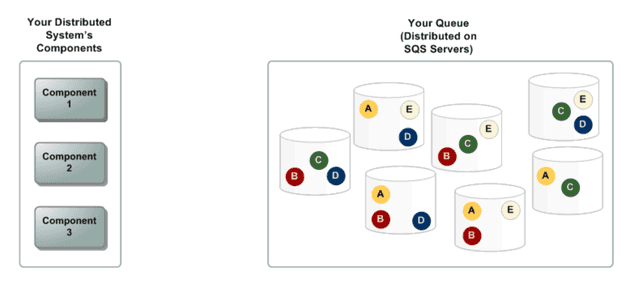 Your Distributed
System's
Components
Component
1
Component
2
Component
3
Your Queue
(Distributed on
SQS Servers)
A
E
D
E
C
D
E
C
B
C
B
D
A
C
A
B
D
A
E
B